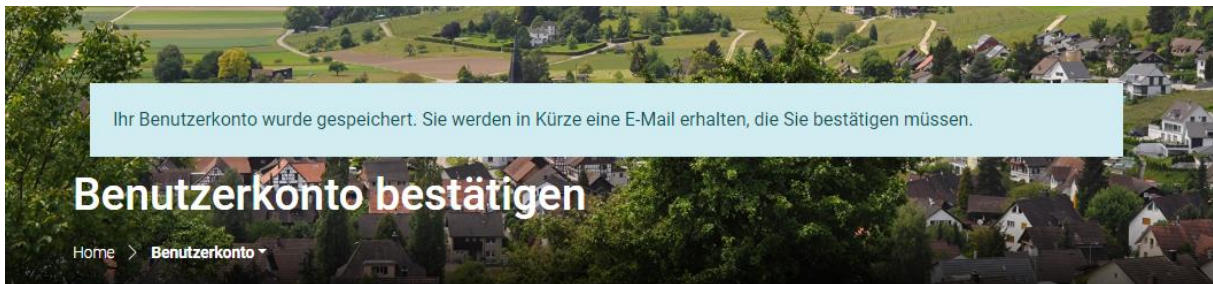 Ihr Benutzerkonto wurde gespeichert. Sie werden in Kürze eine E-Mail erhalten, die Sie bestätigen müssen.
Benutzerkonto bestätigen
Home > Benutzerkonto